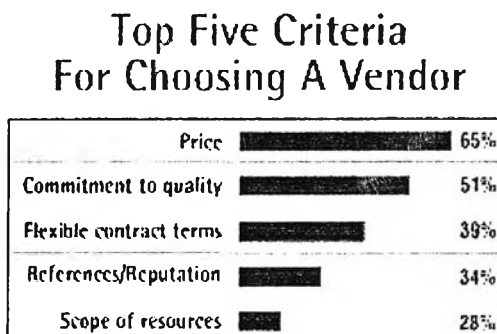 Top Five Criteria
For Choosing A Vendor
Price 65%
Commitment to quality 51%
Flexible contract terms 39%
References/Reputation 34%
Scope of resources 28%